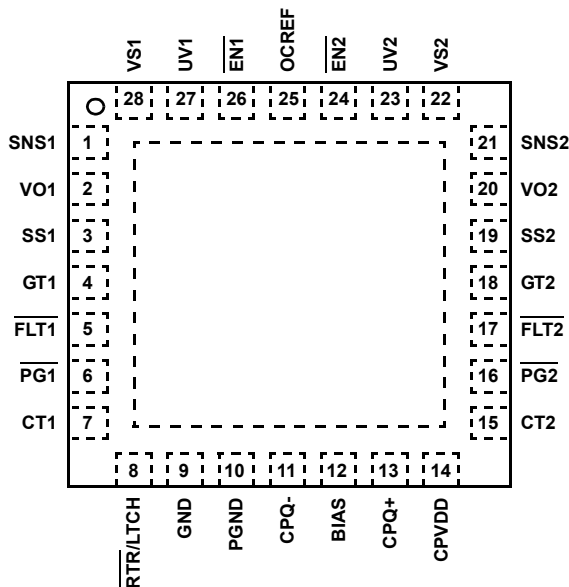 VS1 UV1 EN1 OCREF EN2 UV2 VS2
28 27 26 25 24 23 22
SNS1 1 21 SNS2
VO1 2 20 VO2
SS1 3 19 SS2
GT1 4 18 GT2
FLT1 5 17 FLT2
PG1 6 16 PG2
CT1 7 15 CT2
8 9 10 11 12 13 14
RTR/LTCH GND PGND CPQ- BIAS CPQ+ CPVDD